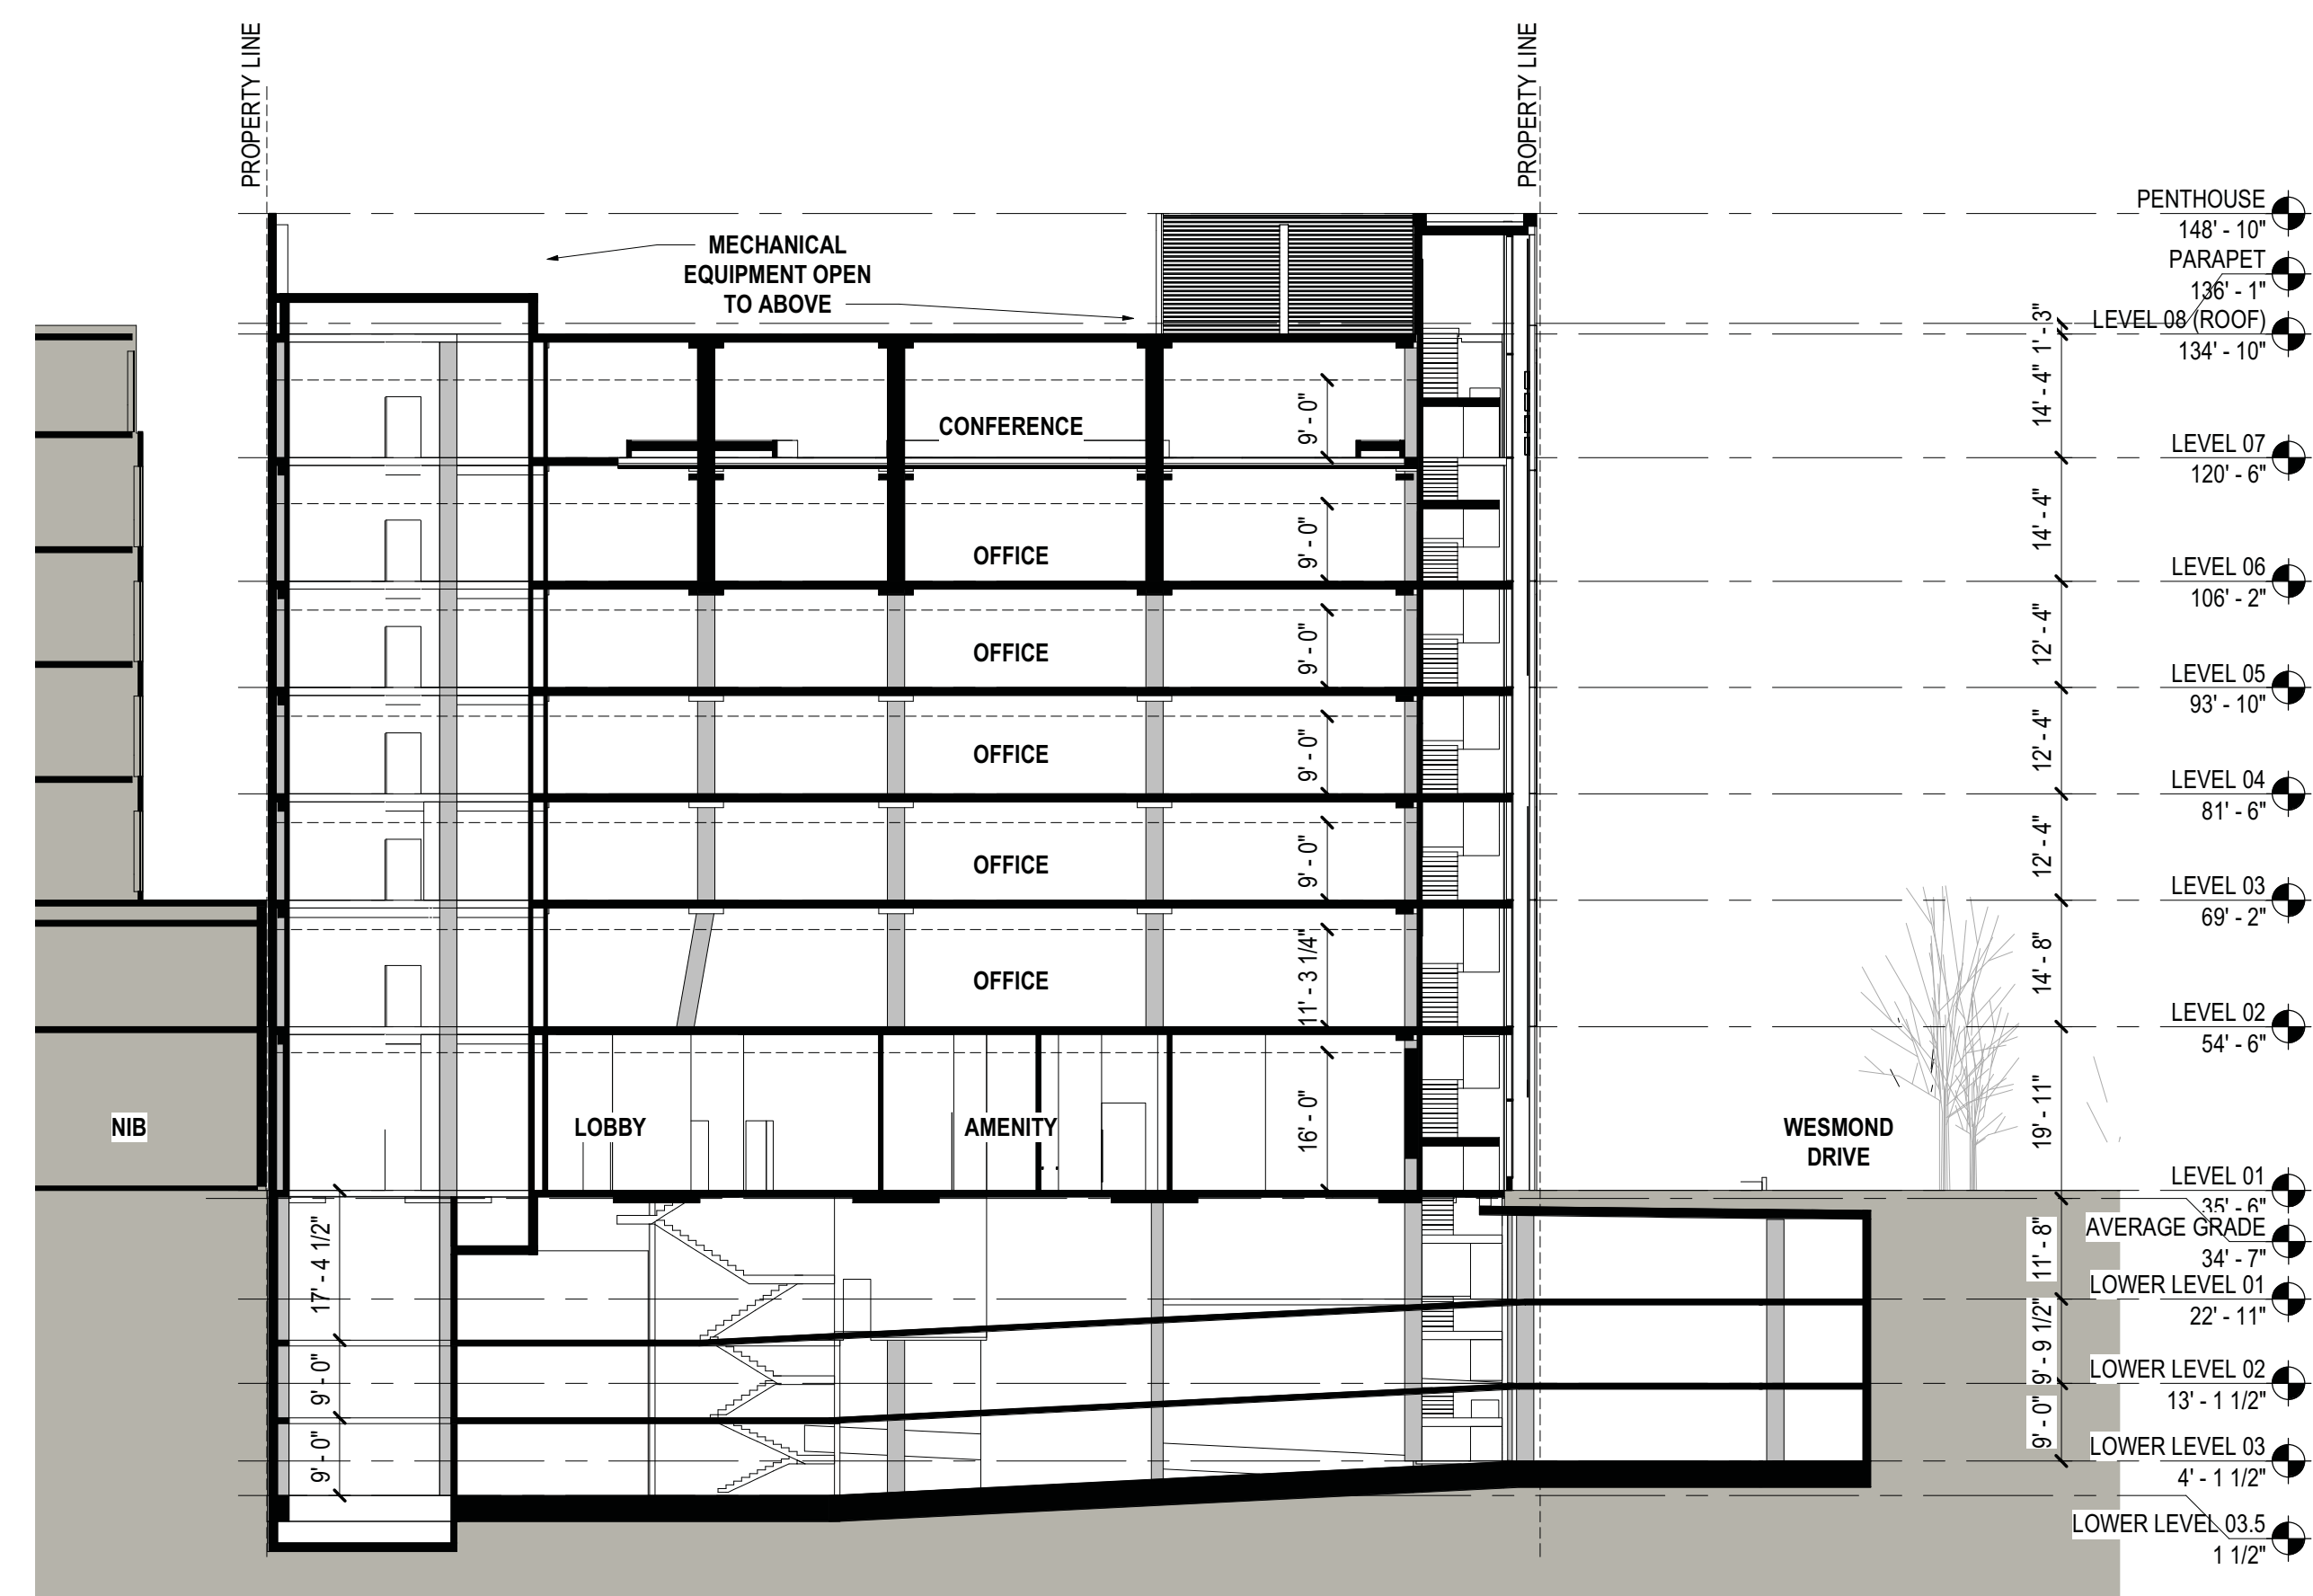 PROPERTY LINE
PROPERTY LINE
PENTHOUSE
148' - 10"
PARAPET
136' - 1"
LEVEL 08 (ROOF)
134' - 10"
LEVEL 07
120' - 6"
LEVEL 06
106' - 2"
LEVEL 05
93' - 10"
LEVEL 04
81' - 6"
LEVEL 03
69' - 2"
LEVEL 02
54' - 6"
LEVEL 01
35' - 6"
AVERAGE GRADE
34' - 7"
LOWER LEVEL 01
22' - 11"
LOWER LEVEL 02
13' - 1 1/2"
LOWER LEVEL 03
4' - 1 1/2"
LOWER LEVEL 03.5
1 1/2"
MECHANICAL
EQUIPMENT OPEN
TO ABOVE
CONFERENCE
OFFICE
OFFICE
OFFICE
OFFICE
OFFICE
LOBBY
AMENITY
NIB
WESMOND
DRIVE
9' - 0"
9' - 0"
9' - 0"
9' - 0"
9' - 0"
11' - 3 1/4"
16' - 0"
17' - 4 1/2"
9' - 0"
9' - 0"
1' - 3"
14' - 4"
14' - 4"
12' - 4"
12' - 4"
12' - 4"
14' - 8"
19' - 11"
11' - 8"
9' - 9 1/2"
9' - 0"